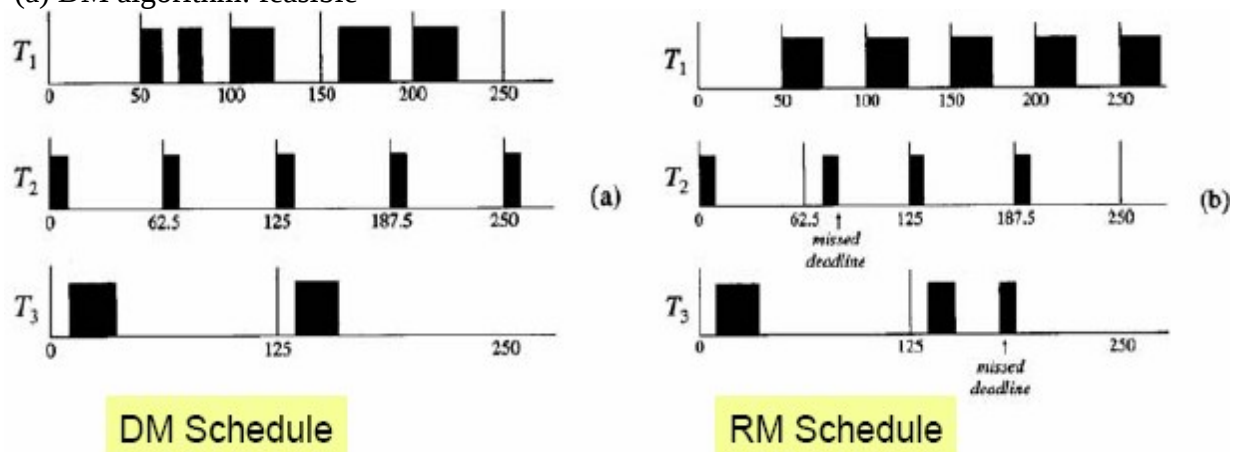 (a) DM algorithm: feasible
T1
0 50 100 150 200 250
T2
0 62.5 125 187.5 250
(a)
T3
0 125 250
DM Schedule
T1
0 50 100 150 200 250
T2
0 62.5 125 187.5 250
missed
deadline
(b)
T3
0 125 250
missed
deadline
RM Schedule